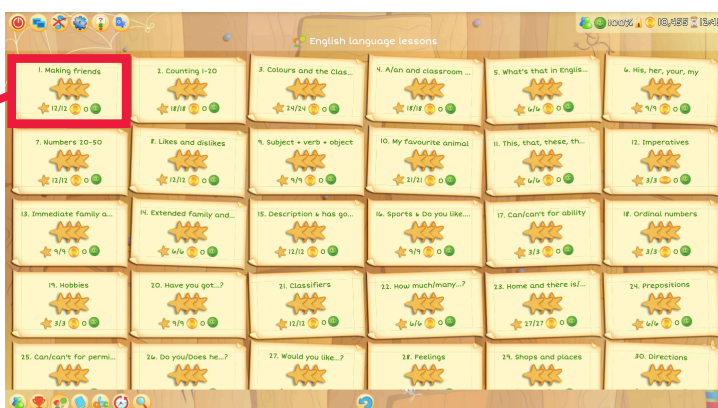 100% 10,455
English language lessons
1. Making friends
12/12 0
2. Counting 1-20
18/18 0
3. Colours and the Clas...
24/24 0
4. A/an and classroom ...
18/18 0
5. What's that in Englis...
6/6 0
6. His, her, your, my
9/9 0
7. Numbers 20-50
12/12 0
8. Likes and dislikes
12/12 0
9. Subject + verb + object
9/9 0
10. My favourite animal
21/21 0
11. This, that, these, th...
6/6 0
12. Imperatives
3/3 0
13. Immediate family a...
9/9 0
14. Extended family and...
6/6 0
15. Description & has go...
12/12 0
16. Sports & Do you like...
9/9 0
17. Can/can't for ability
3/3 0
18. Ordinal numbers
3/3 0
19. Hobbies
3/3 0
20. Have you got...?
9/9 0
21. Classifiers
12/12 0
22. How much/many...?
6/6 0
23. Home and there is/...
27/27 0
24. Prepositions
6/6 0
25. Can/can't for permi...
26. Do you/Does he...?
27. Would you like...?
28. Feelings
29. Shops and places
30. Directions